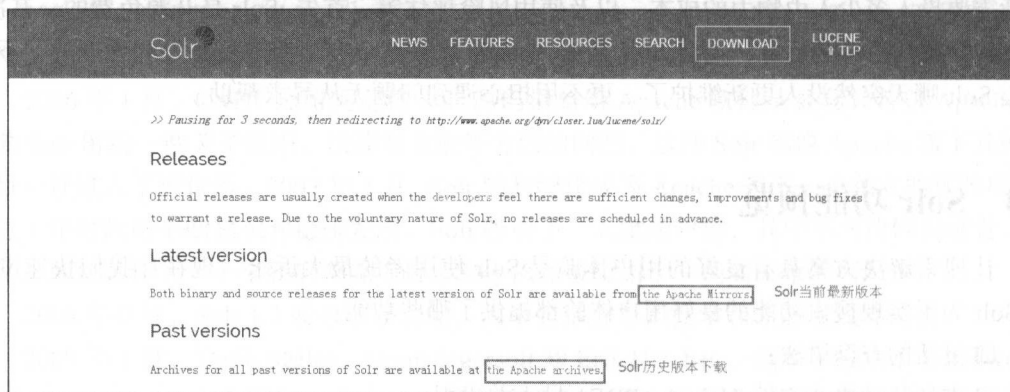 Solr
NEWS FEATURES RESOURCES SEARCH DOWNLOAD LUCENE
⇑ TLP
>> Pausing for 3 seconds, then redirecting to http://www.apache.org/dyn/closer.lua/lucene/solr/
Releases
Official releases are usually created when the developers feel there are sufficient changes, improvements and bug fixes
to warrant a release. Due to the voluntary nature of Solr, no releases are scheduled in advance.
Latest version
Both binary and source releases for the latest version of Solr are available from the Apache Mirrors. Solr当前最新版本
Past versions
Archives for all past versions of Solr are available at the Apache archives. Solr历史版本下载